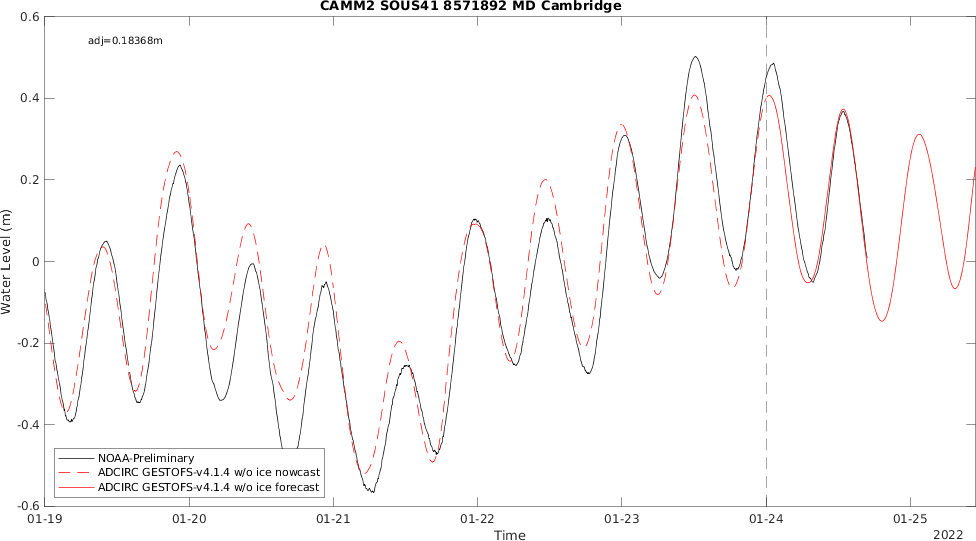 CAMM2 SOUS41 8571892 MD Cambridge
adj=0.18368m
0.6
0.4
0.2
0
-0.2
-0.4
-0.6
Water Level (m)
NOAA-Preliminary
ADCIRC GESTOFS-v4.1.4 w/o ice nowcast
ADCIRC GESTOFS-v4.1.4 w/o ice forecast
01-19 01-20 01-21 01-22 01-23 01-24 01-25
Time
2022